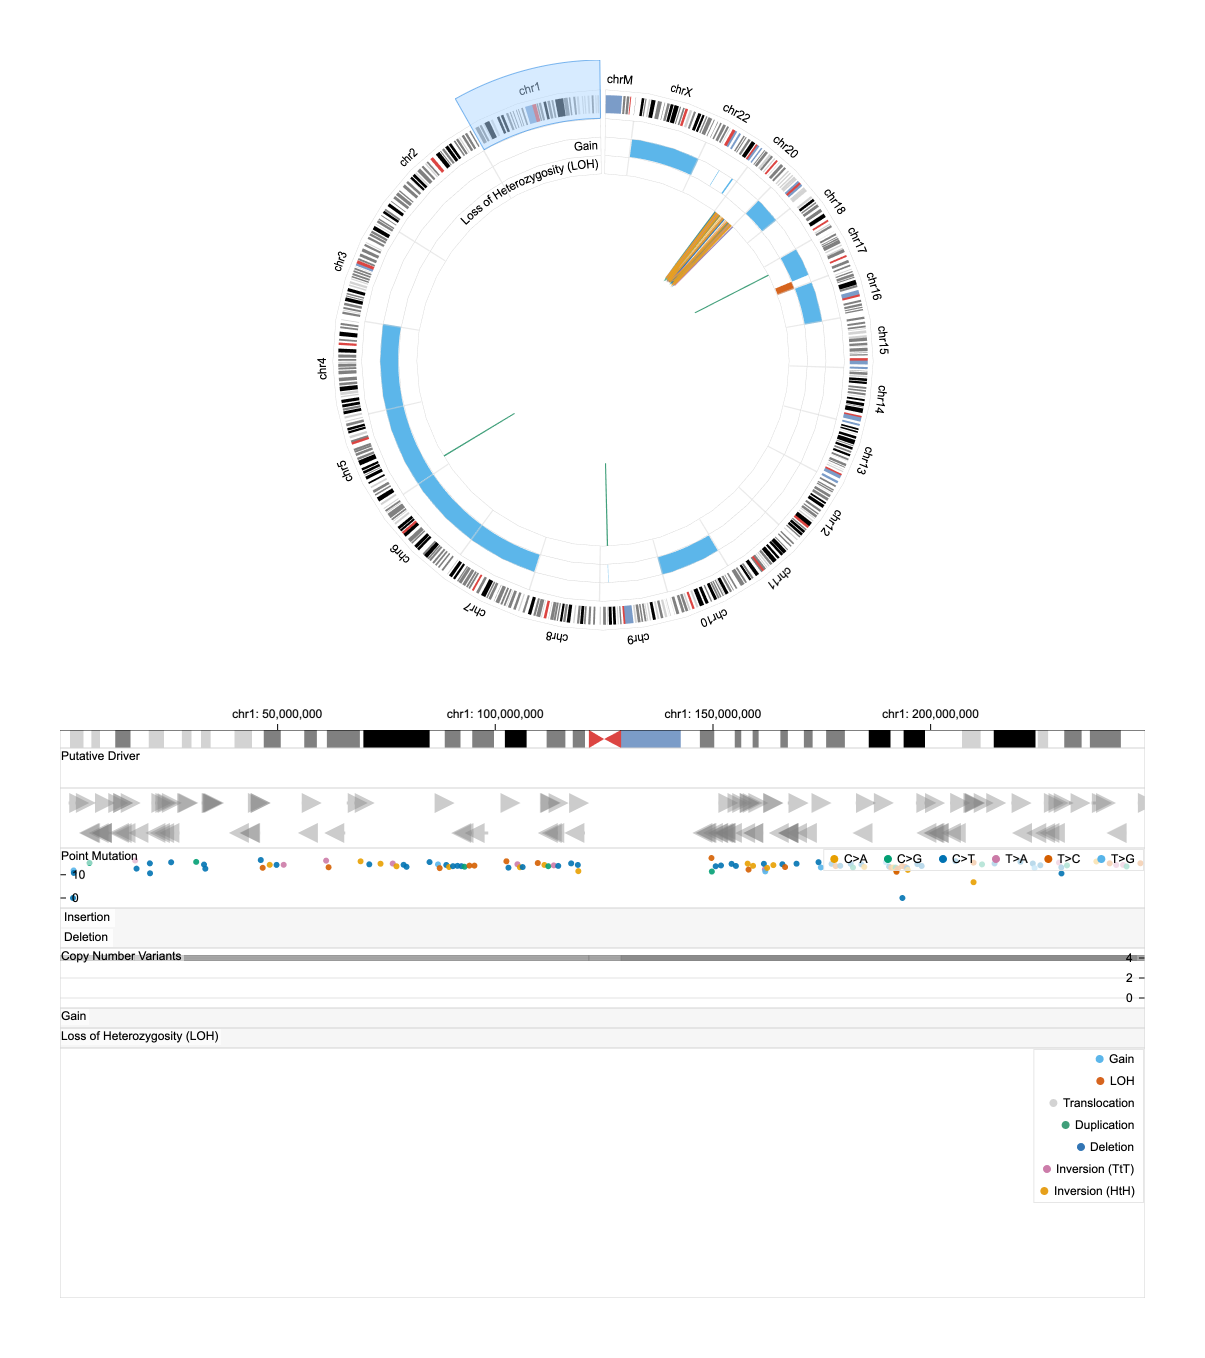 chr1
chrM
chrX
chr22
chr20
chr18
chr17
chr16
chr15
chr14
chr13
chr12
chr11
chr10
chr9
chr8
chr7
chr6
chr5
chr4
chr3
chr2
Gain
Loss of Heterozygosity (LOH)
chr1: 50,000,000
chr1: 100,000,000
chr1: 150,000,000
chr1: 200,000,000
Putative Driver
Point Mutation
C>A
C>G
C>T
T>A
T>C
T>G
10
0
Insertion
Deletion
Copy Number Variants
4
2
0
Gain
Loss of Heterozygosity (LOH)
Gain
LOH
Translocation
Duplication
Deletion
Inversion (TtT)
Inversion (HtH)